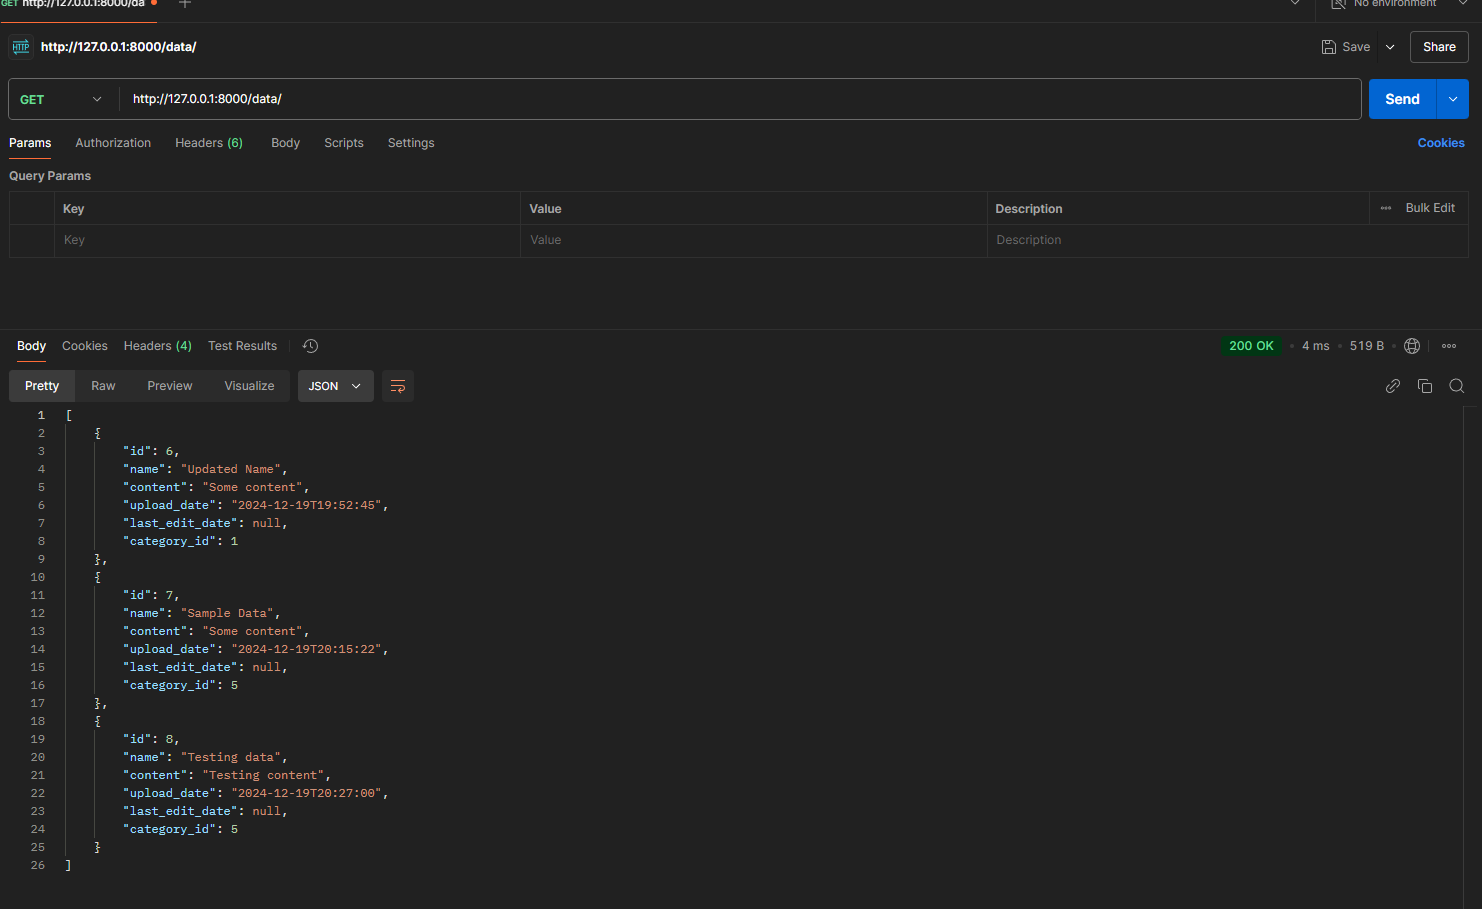 GET http://127.0.0.1:8000/da
No environment
HTTP http://127.0.0.1:8000/data/
Save Share
GET http://127.0.0.1:8000/data/ Send
Params Authorization Headers (6) Body Scripts Settings Cookies
Query Params
Key Value Description Bulk Edit
Key Value Description
Body Cookies Headers (4) Test Results 200 OK • 4 ms • 519 B •
Pretty Raw Preview Visualize JSON
1 [
2 {
3 "id": 6,
4 "name": "Updated Name",
5 "content": "Some content",
6 "upload_date": "2024-12-19T19:52:45",
7 "last_edit_date": null,
8 "category_id": 1
9 },
10 {
11 "id": 7,
12 "name": "Sample Data",
13 "content": "Some content",
14 "upload_date": "2024-12-19T20:15:22",
15 "last_edit_date": null,
16 "category_id": 5
17 },
18 {
19 "id": 8,
20 "name": "Testing data",
21 "content": "Testing content",
22 "upload_date": "2024-12-19T20:27:00",
23 "last_edit_date": null,
24 "category_id": 5
25 }
26 ]